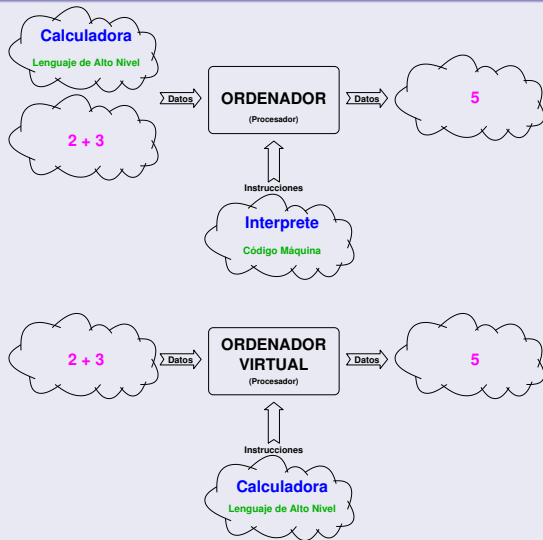 Calculadora
Lenguaje de Alto Nivel
2 + 3
Datos
ORDENADOR
(Procesador)
Datos
5
Instrucciones
Interprete
Código Máquina
2 + 3
Datos
ORDENADOR
VIRTUAL
(Procesador)
Datos
5
Instrucciones
Calculadora
Lenguaje de Alto Nivel